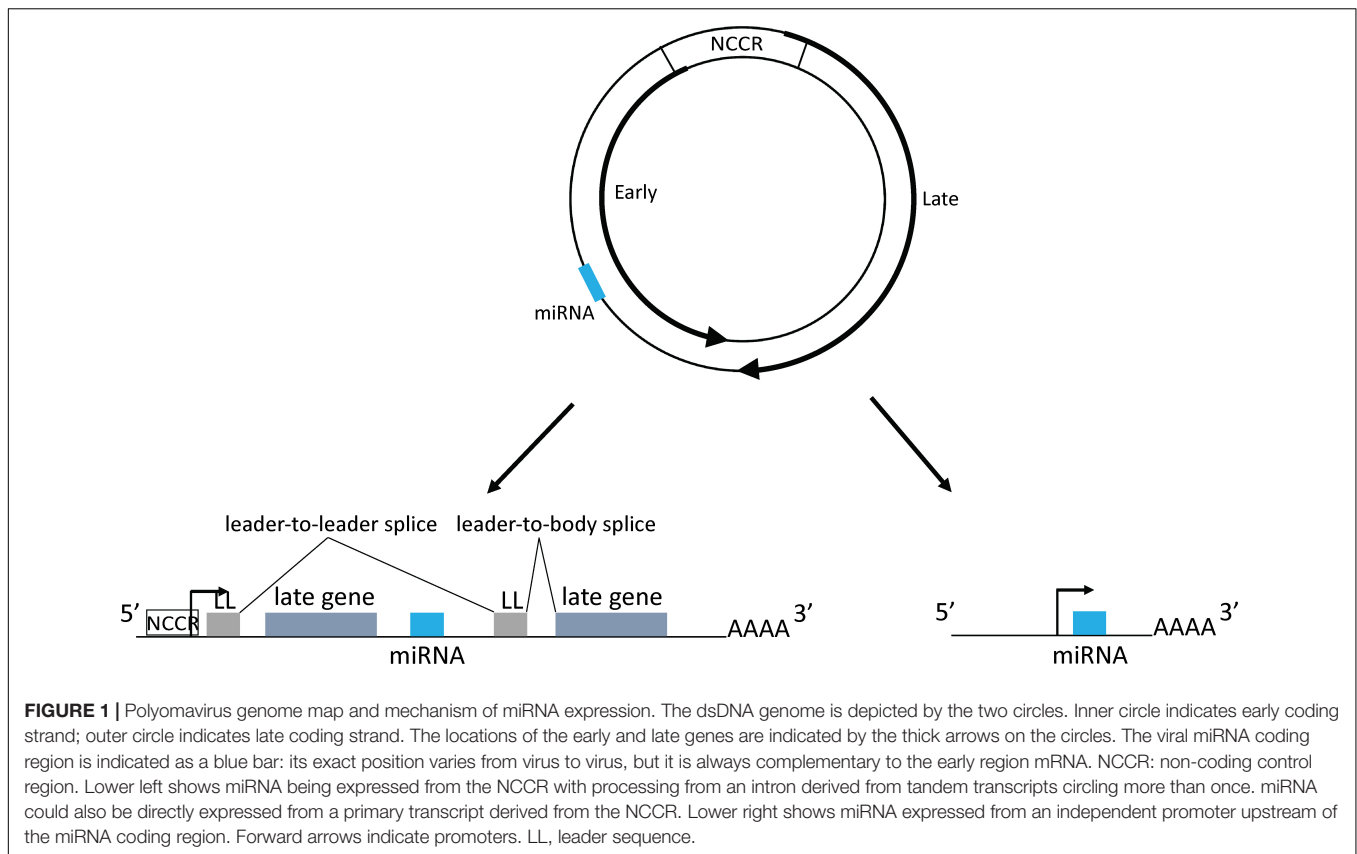 NCCR
Early
Late
miRNA
leader-to-leader splice leader-to-body splice
5’ NCCR LL late gene LL late gene AAAA 3’
miRNA
5’ AAAA 3’
miRNA
FIGURE 1 | Polyomavirus genome map and mechanism of miRNA expression. The dsDNA genome is depicted by the two circles. Inner circle indicates early coding
strand; outer circle indicates late coding strand. The locations of the early and late genes are indicated by the thick arrows on the circles. The viral miRNA coding
region is indicated as a blue bar: its exact position varies from virus to virus, but it is always complementary to the early region mRNA. NCCR: non-coding control
region. Lower left shows miRNA being expressed from the NCCR with processing from an intron derived from tandem transcripts circling more than once. miRNA
could also be directly expressed from a primary transcript derived from the NCCR. Lower right shows miRNA expressed from an independent promoter upstream of
the miRNA coding region. Forward arrows indicate promoters. LL, leader sequence.